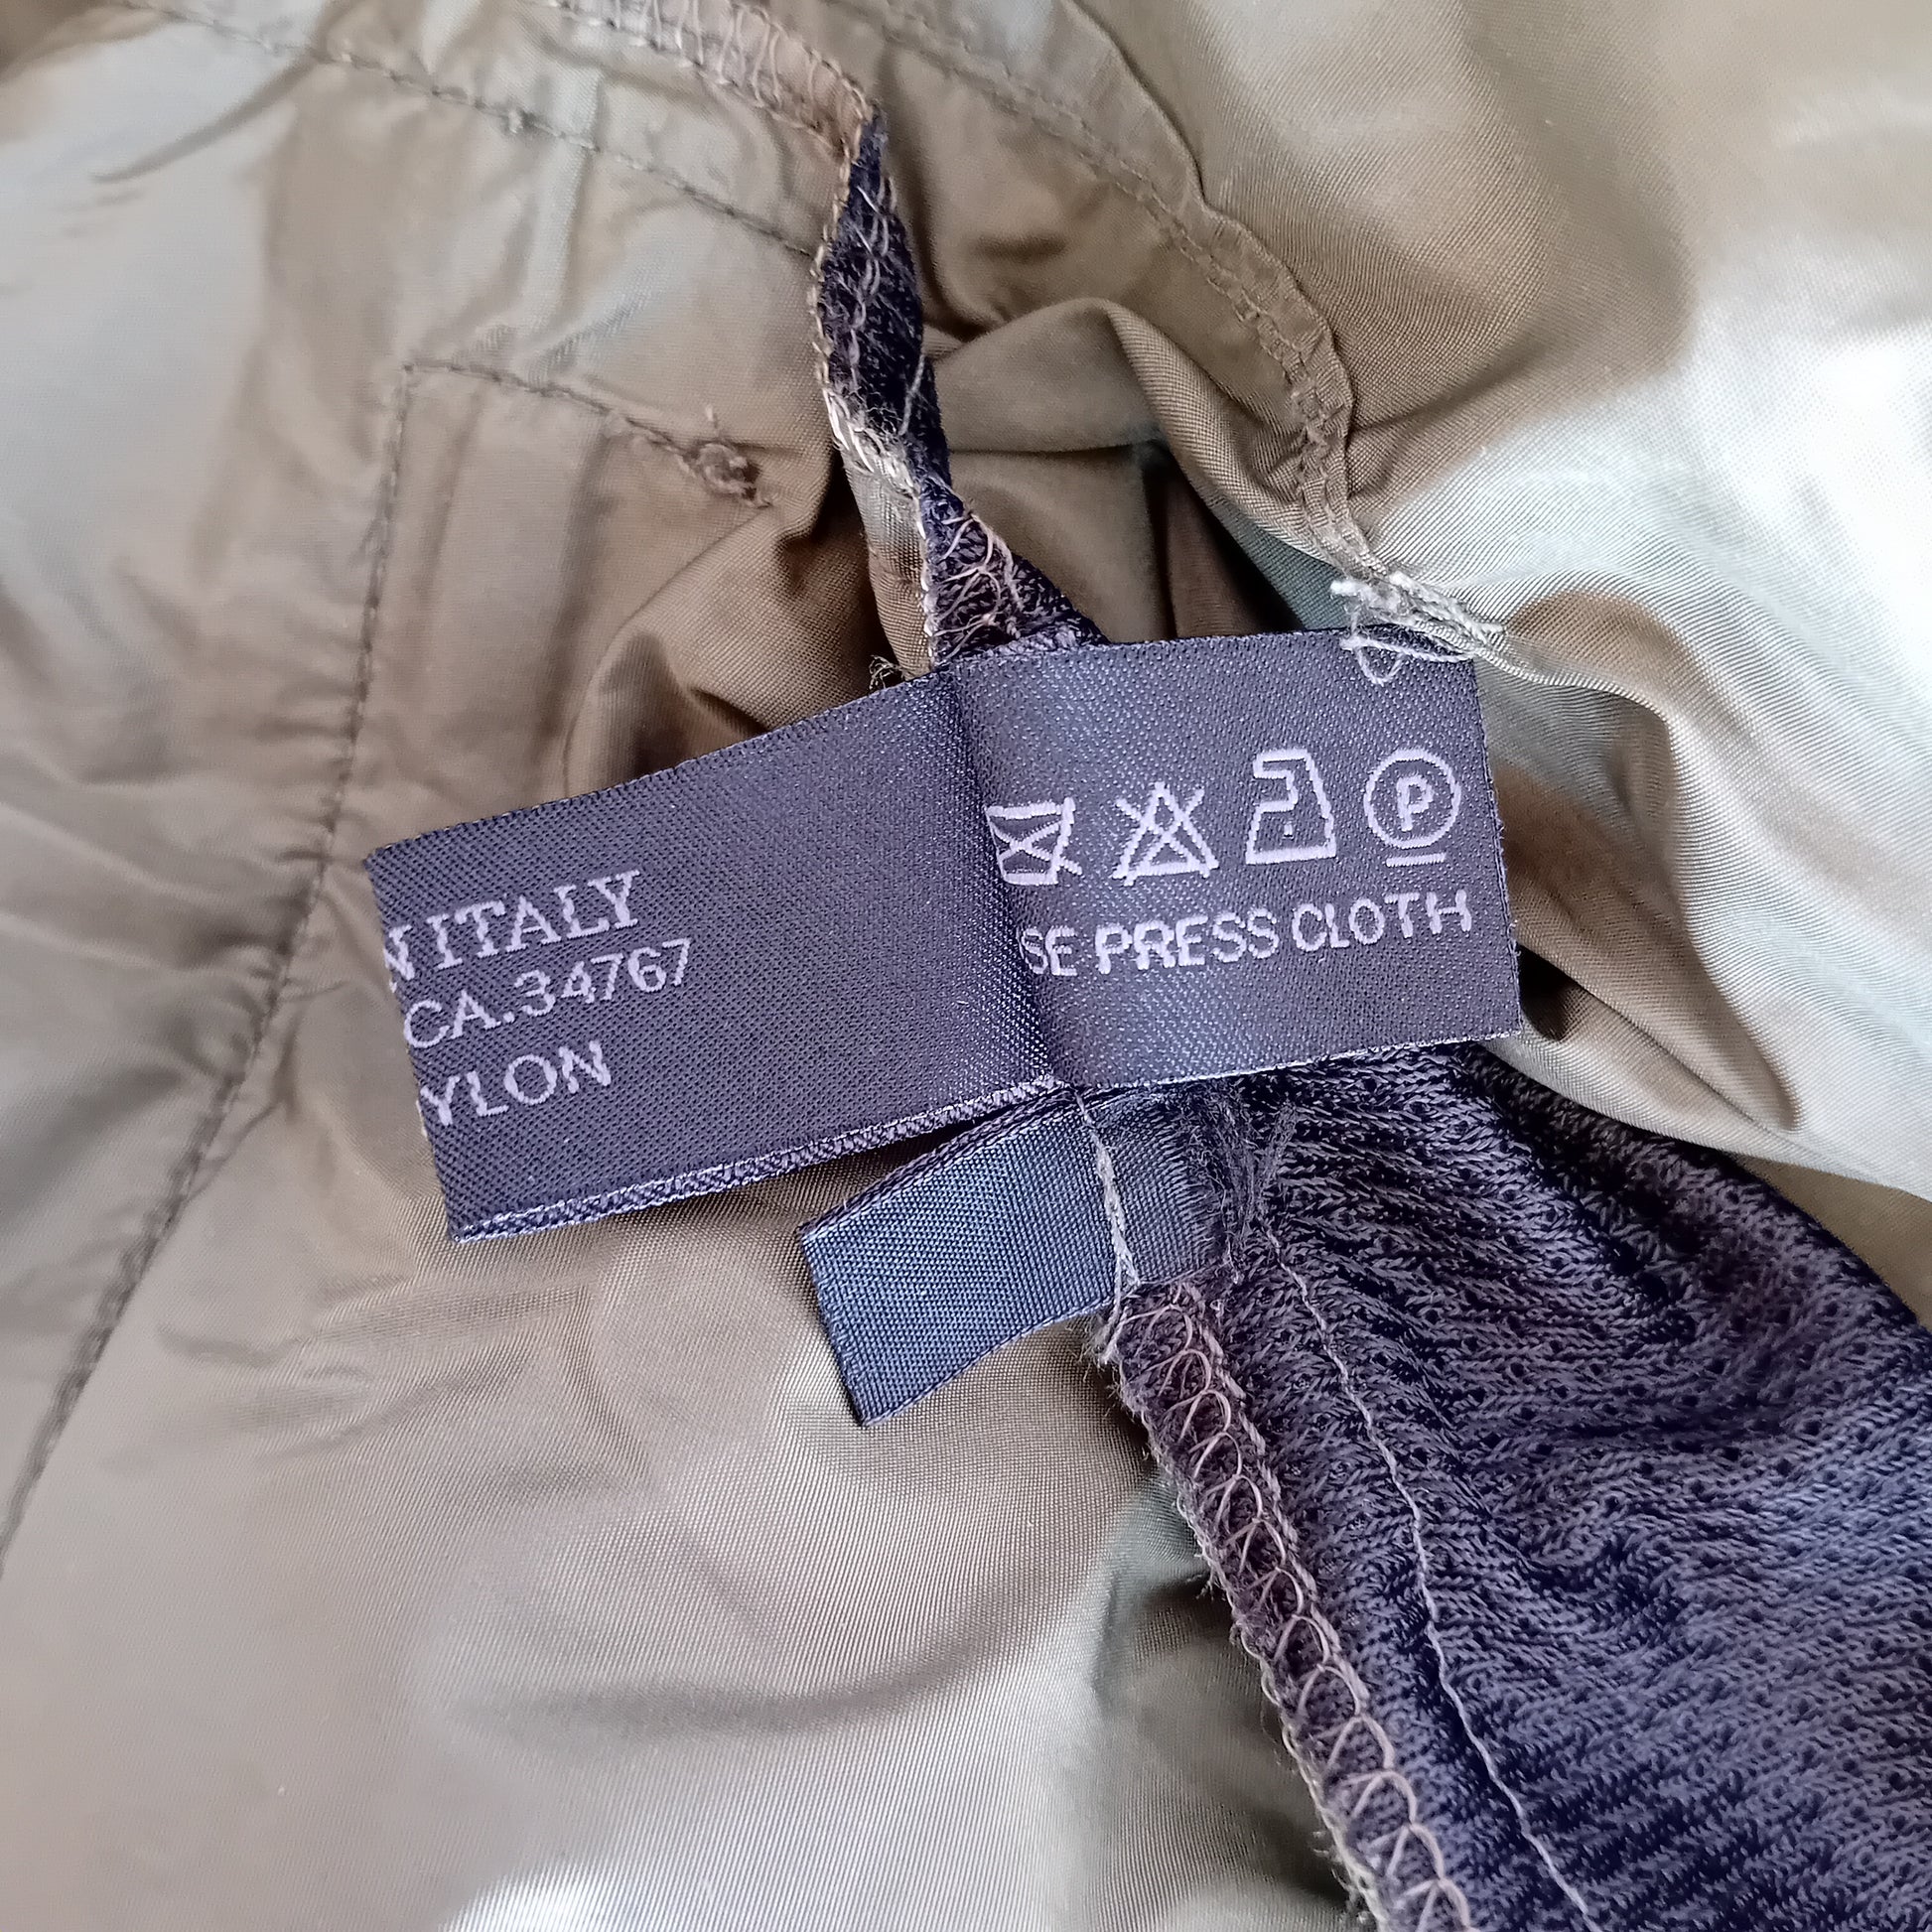 ITALY
CA.34767
YLON
SE PRESS CLOTH
P